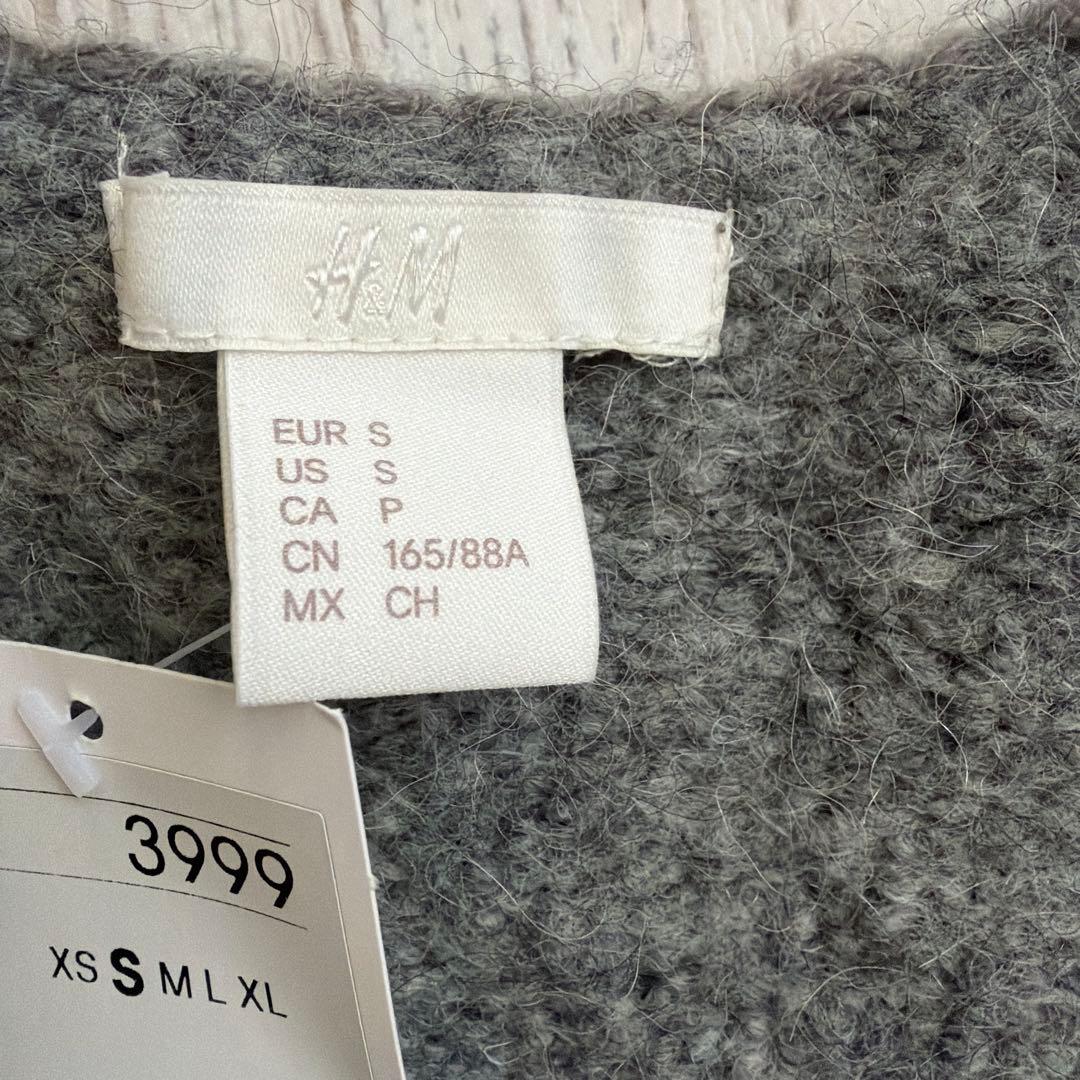 H&M
EUR S
US S
CA P
CN 165/88A
MX CH
3999
XS S M L XL